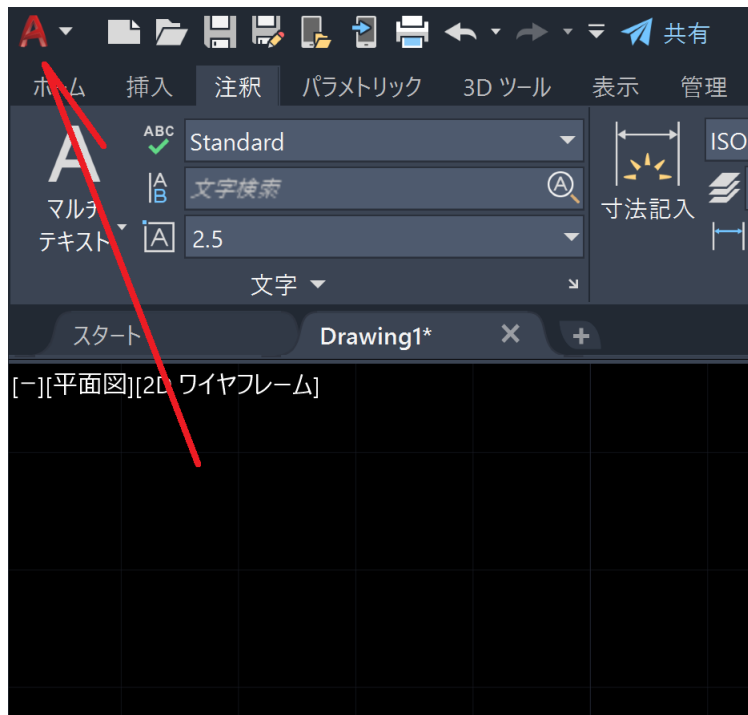 共有
ホーム 挿入 注釈 パラメトリック 3D ツール 表示 管理
ABC
Standard
ISO
A
マルチ
テキスト
A
B
文字検索
A
寸法記入
A
2.5
文字
スタート
Drawing1*
[−][平面図][2D ワイヤフレーム]